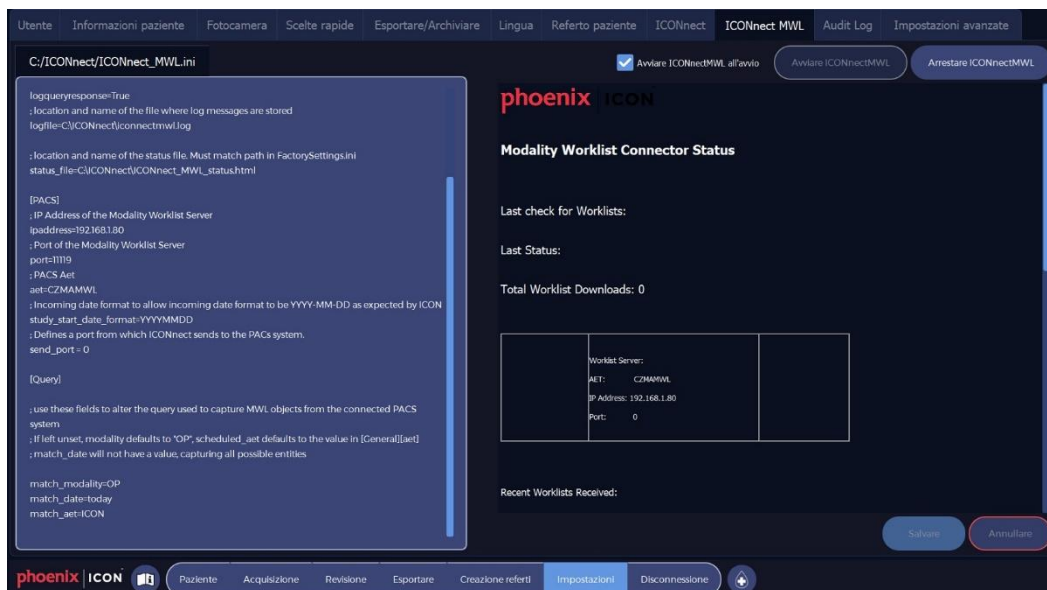 Utente Informazioni paziente Fotocamera Scelte rapide Esportare/Archiviare Lingua Referto paziente ICONnect ICONnect MWL Audit Log Impostazioni avanzate
C:/ICONnect/ICONnect_MWL.ini
Avviare ICONnectMWL all'avvio
Avviare ICONnectMWL
Arrestare ICONnectMWL
logqueryresponse=True
; location and name of the file where log messages are stored
logfile=C:\ICONnect\iconnectmwl.log
; location and name of the status file. Must match path in FactorySettings.ini
status_file=C:\ICONnect\ICONnect_MWL_status.html
[PACS]
; IP Address of the Modality Worklist Server
Ipaddress=192.168.1.80
; Port of the Modality Worklist Server
port=11119
; PACS Aet
aet=CZMAMWL
; Incoming date format to allow incoming date format to be YYYY-MM-DD as expected by ICON
study_start_date_format=YYYYMMDD
; Defines a port from which ICONnect sends to the PACs system.
send_port = 0
[Query]
; use these fields to alter the query used to capture MWL objects from the connected PACS
system
; If left unset, modality defaults to "OP", scheduled_aet defaults to the value in [General][aet]
; match_date will not have a value, capturing all possible entities
match_modality=OP
match_date=today
match_aet=ICON
phoenix ICON
Modality Worklist Connector Status
Last check for Worklists:
Last Status:
Total Worklist Downloads: 0
Worklist Server:
AET: CZMAMWL
IP Address: 192.168.1.80
Port: 0
Recent Worklists Received:
Salvare Annullare
phoenix | ICON Paziente Acquisizione Revisione Esportare Creazione referti Impostazioni Disconnessione